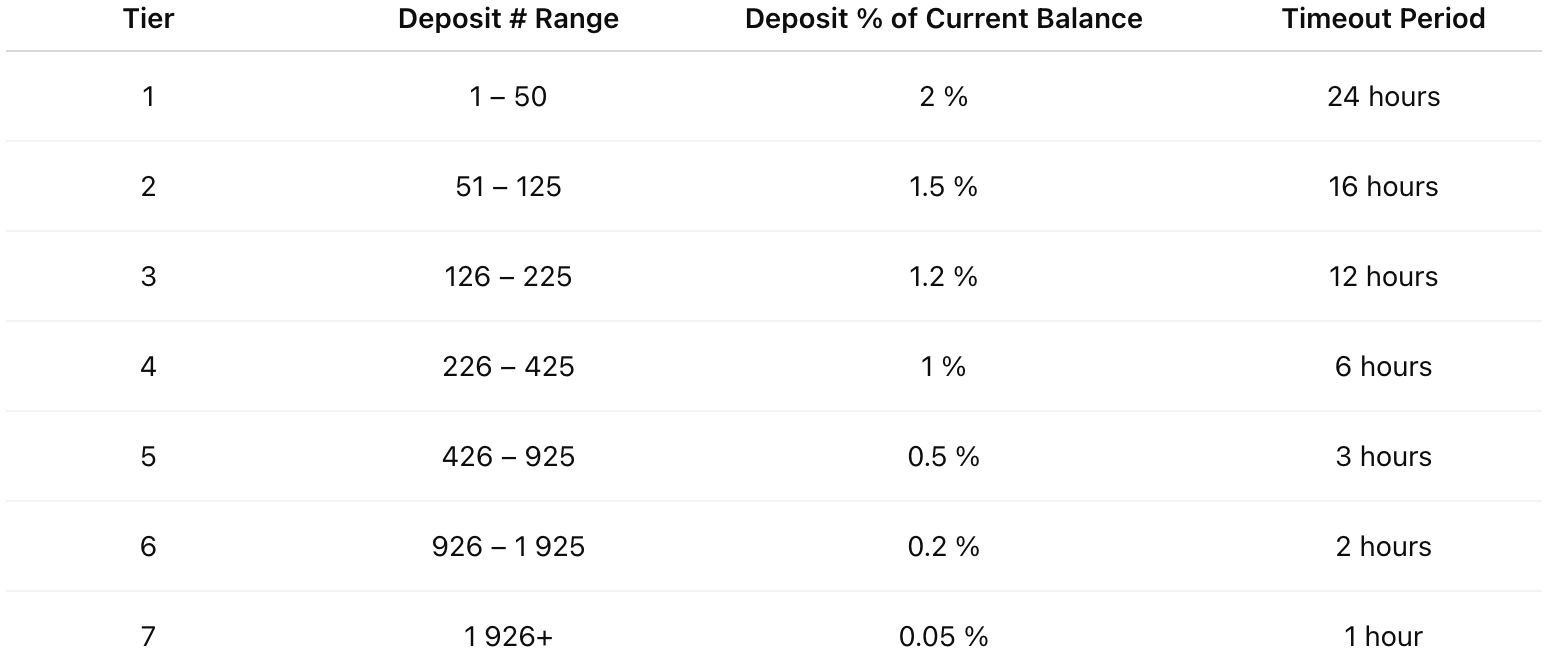 Tier Deposit # Range Deposit % of Current Balance Timeout Period
1 1 – 50 2 % 24 hours
2 51 – 125 1.5 % 16 hours
3 126 – 225 1.2 % 12 hours
4 226 – 425 1 % 6 hours
5 426 – 925 0.5 % 3 hours
6 926 – 1 925 0.2 % 2 hours
7 1 926+ 0.05 % 1 hour